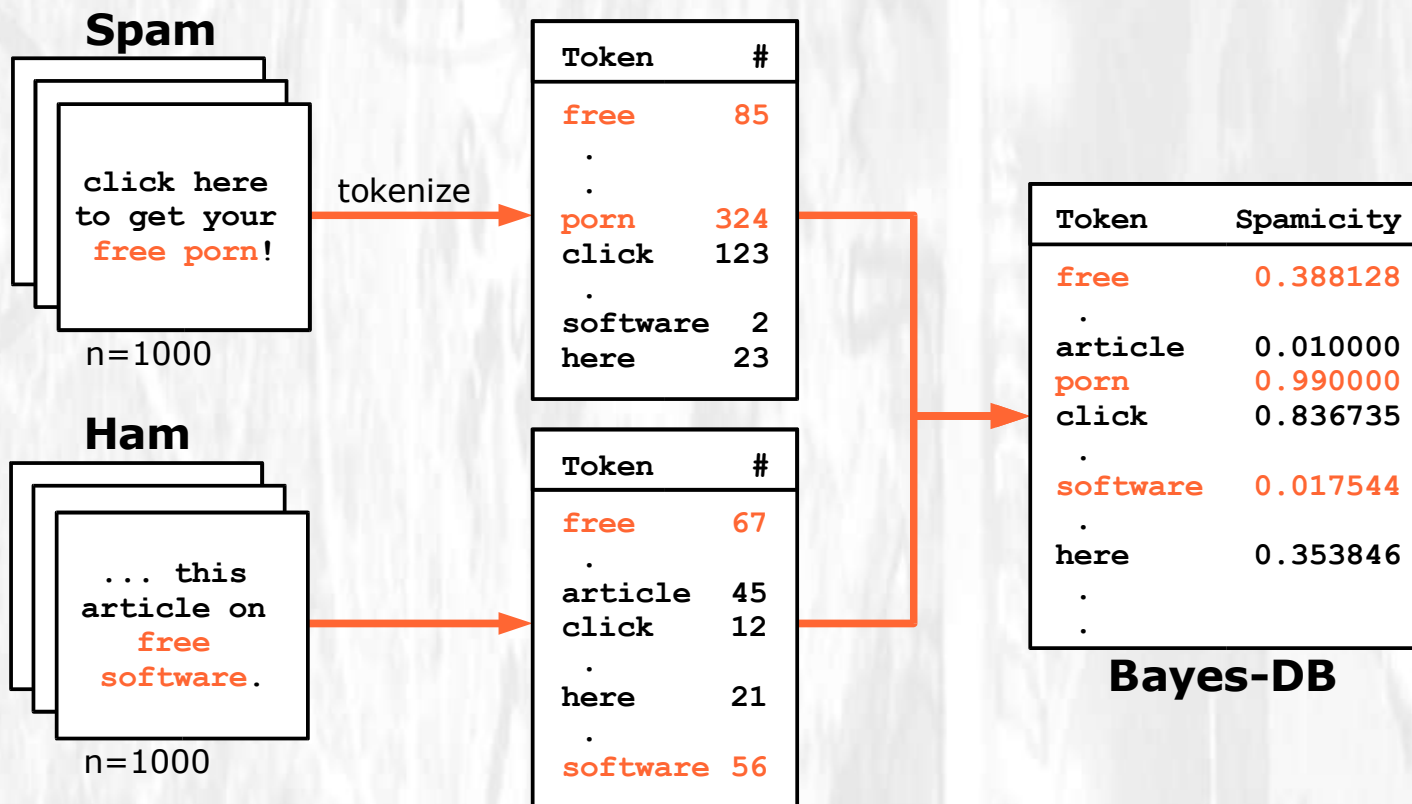 Spam
click here
to get your
free porn!
n=1000
tokenize
Token #
free 85
.
.
porn 324
click 123
.
software 2
here 23
Ham
... this
article on
free
software.
n=1000
Token #
free 67
.
article 45
click 12
.
here 21
.
software 56
Token Spamicity
free 0.388128
.
article 0.010000
porn 0.990000
click 0.836735
.
software 0.017544
.
here 0.353846
.
.
Bayes-DB